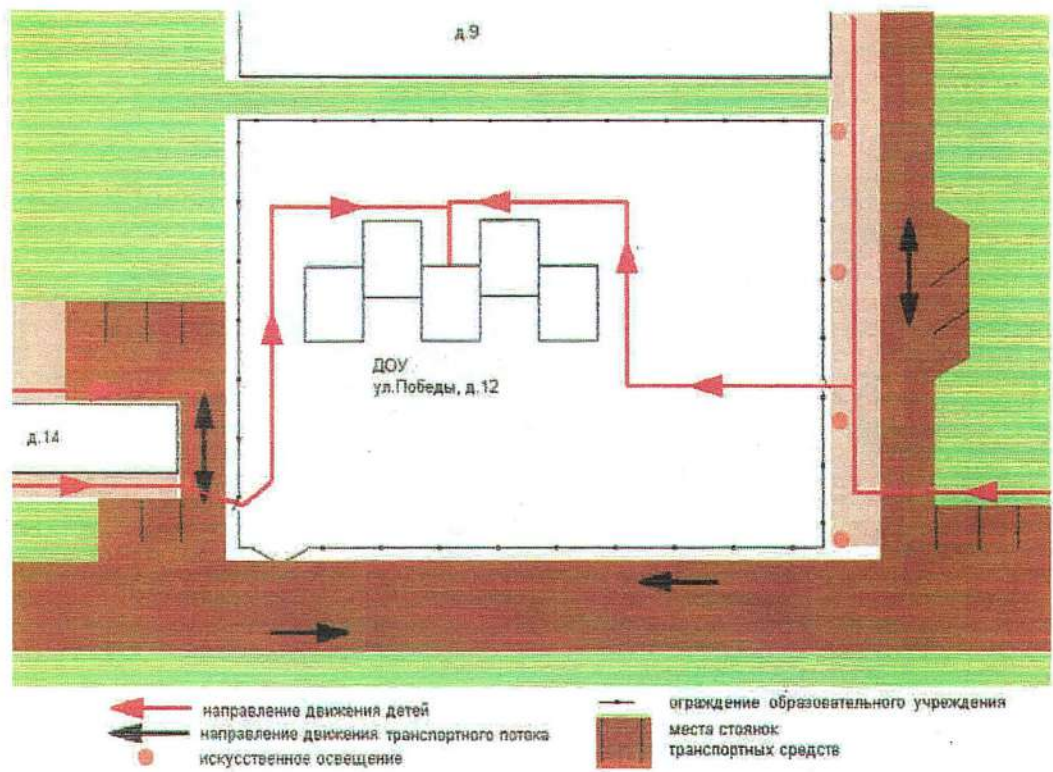 д.9
ДОУ
ул.Победы, д.12
д.14
направление движения детей
направление движения транспортного потока
искусственное освещение
ограждение образовательного учреждения
места стоянок
транспортных средств